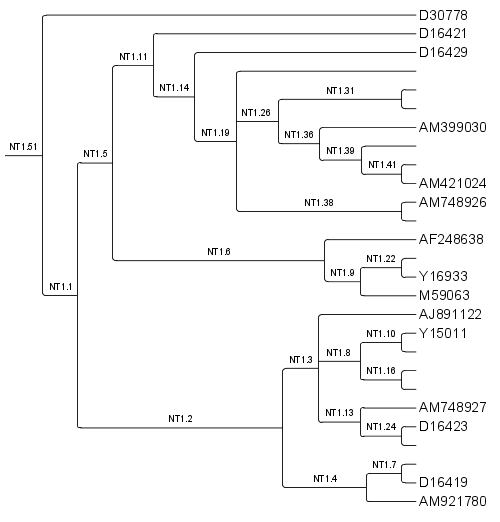 D30778
D16421
NT1.11
D16429
NT1.14
NT1.31
NT1.26
NT1.19
AM399030
NT1.36
NT1.51
NT1.5
NT1.39
NT1.41
AM421024
AM748926
NT1.38
AF248638
NT1.6
NT1.22
NT1.9
Y16933
NT1.1
M59063
AJ891122
Y15011
NT1.10
NT1.8
NT1.3
NT1.16
AM748927
NT1.13
NT1.2
D16423
NT1.24
NT1.7
NT1.4
D16419
AM921780